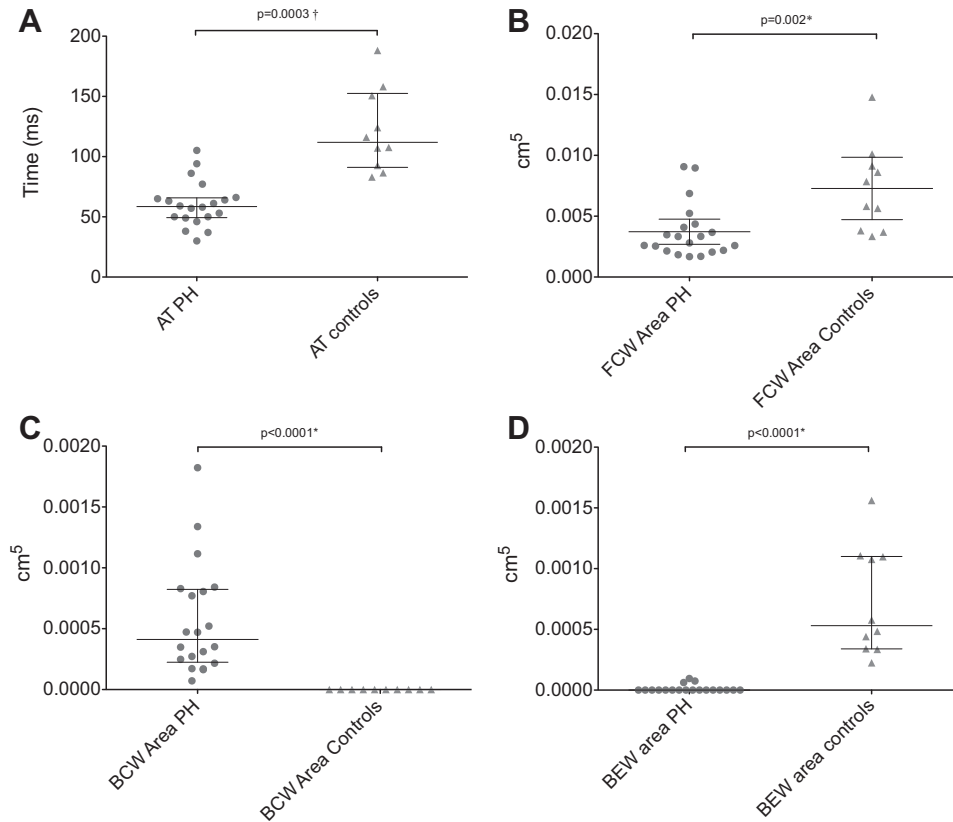 A
p=0.0003 †
Time (ms)
200
150
100
50
0
AT PH
AT controls
B
p=0.002*
cm⁵
0.020
0.015
0.010
0.005
0.000
FCW Area PH
FCW Area Controls
C
p<0.0001*
cm⁵
0.0020
0.0015
0.0010
0.0005
0.0000
BCW Area PH
BCW Area Controls
D
p<0.0001*
cm⁵
0.0020
0.0015
0.0010
0.0005
0.0000
BEW area PH
BEW area controls